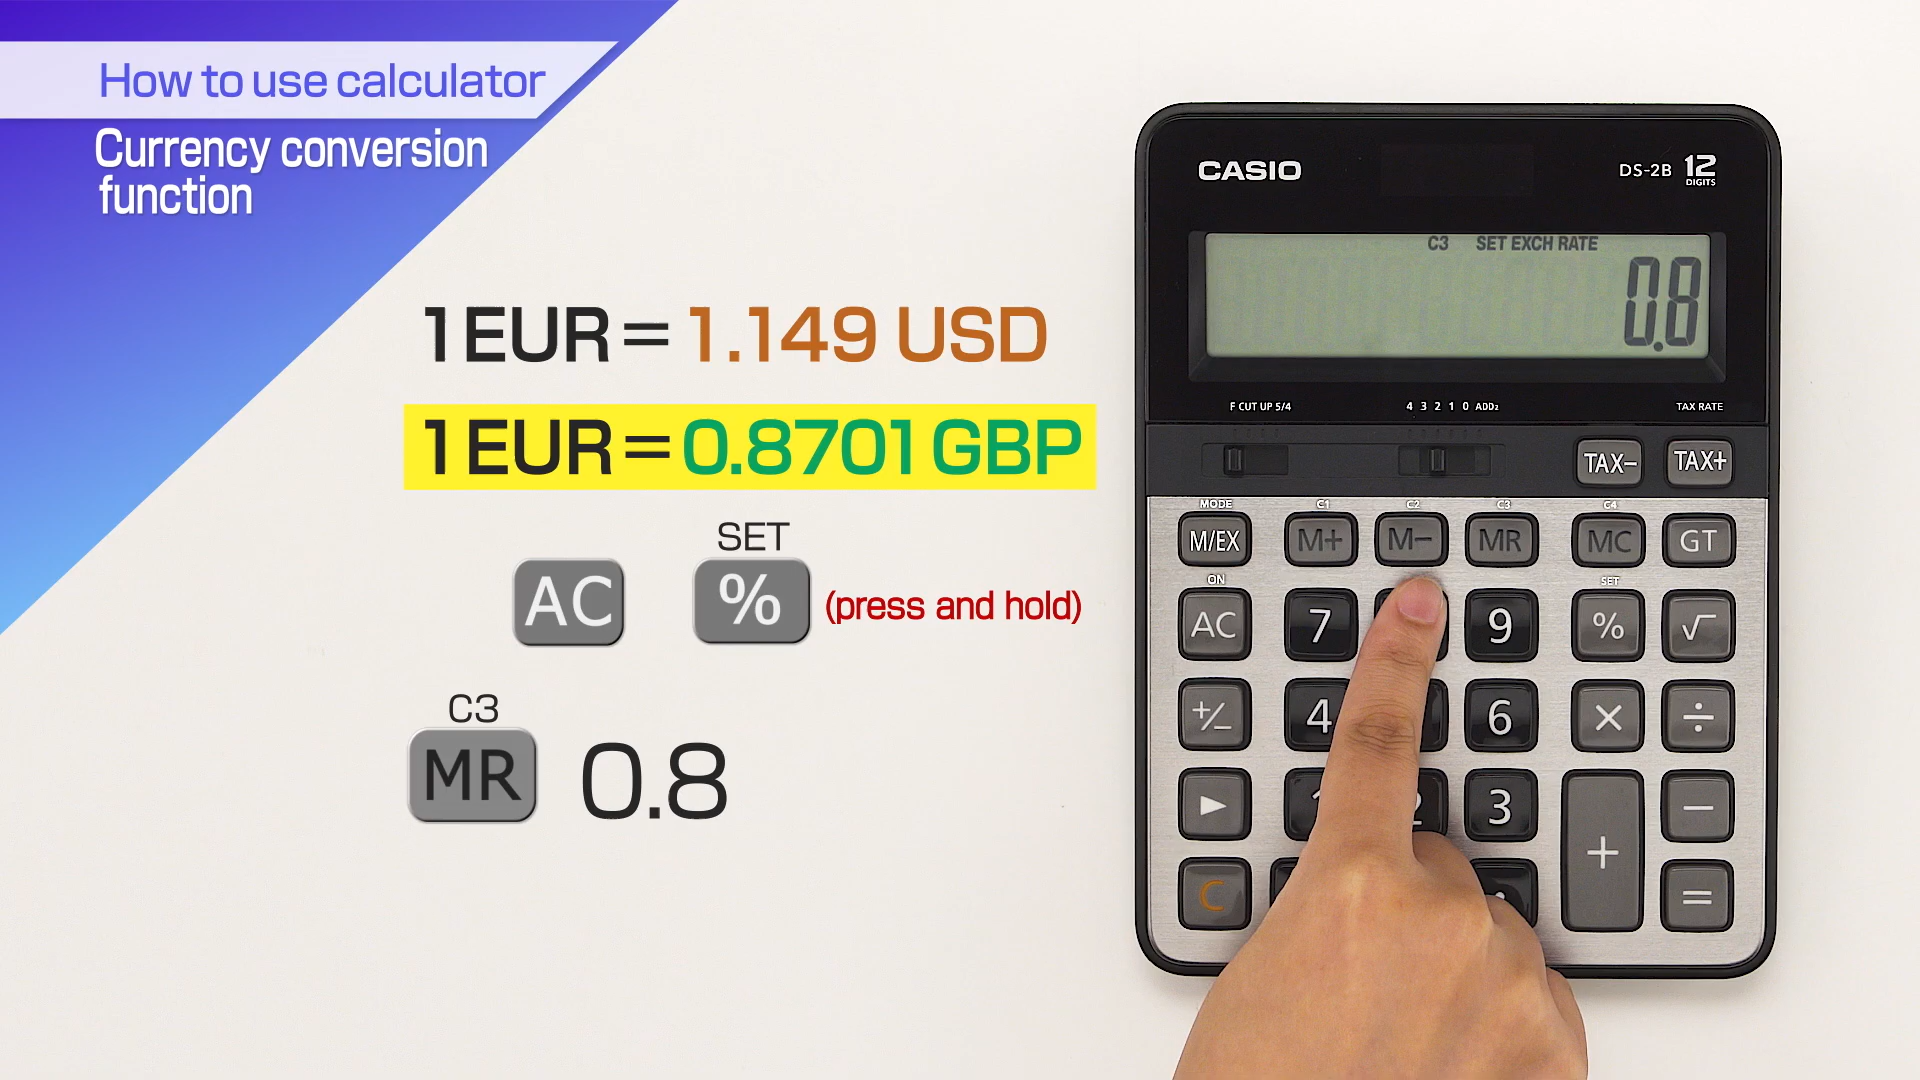 How to use calculator
Currency conversion
function
1 EUR = 1.149 USD
1 EUR = 0.8701 GBP
SET
AC % (press and hold)
C3
MR 0.8
CASIO
DS-2B 12
DIGITS
C3 SET EXCH RATE
0.8
F CUT UP 5/4 4 3 2 1 0 ADD2 TAX RATE
TAX− TAX+
MODE C1 C2 C3 C4
M/EX M+ M− MR MC GT
ON SET
AC 7 9 % √
+/− 4 6 × ÷
▶ 1 2 3 + −
C • =